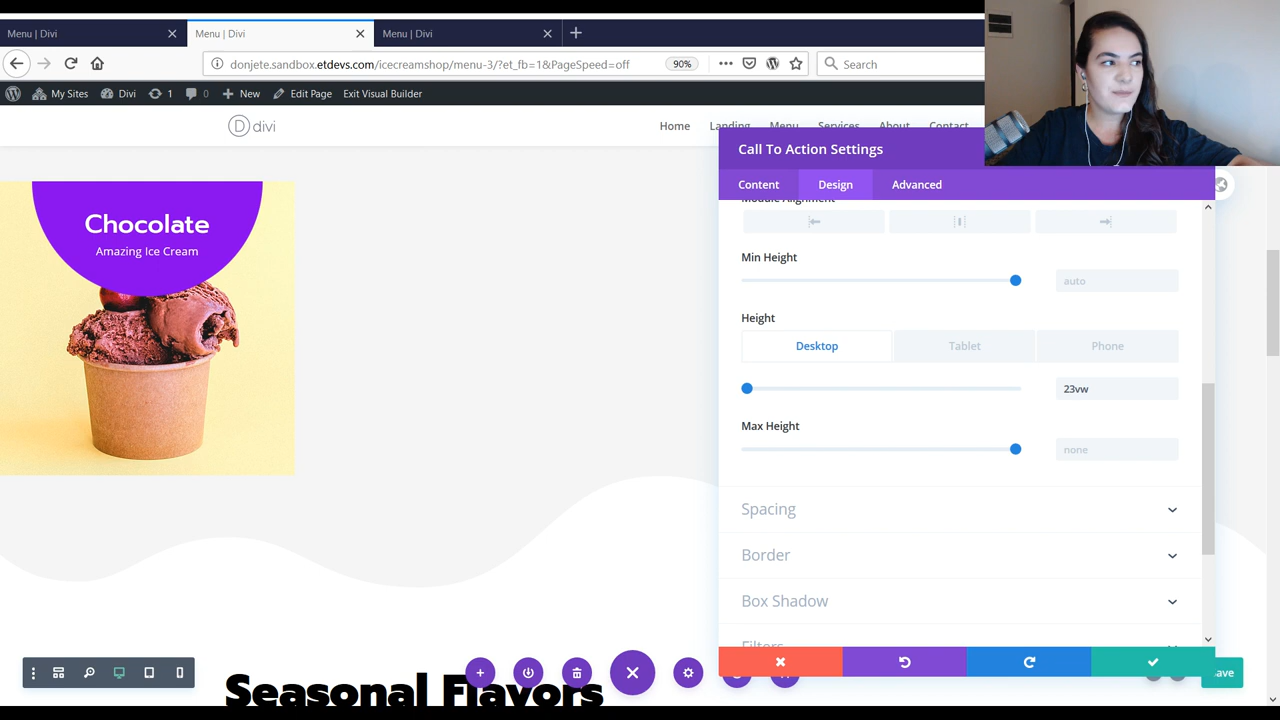 Menu | Divi
Menu | Divi
Menu | Divi
donjete.sandbox.etdevs.com/icecreamshop/menu-3/?et_fb=1&PageSpeed=off
90%
Search
My Sites
Divi
1
0
New
Edit Page
Exit Visual Builder
D divi
Home
Landing
Menu
Services
About
Contact
Call To Action Settings
Content
Design
Advanced
Chocolate
Amazing Ice Cream
Module Alignment
Min Height
auto
Height
Desktop
Tablet
Phone
23vw
Max Height
none
Spacing
Border
Box Shadow
Filters
Seasonal Flavors